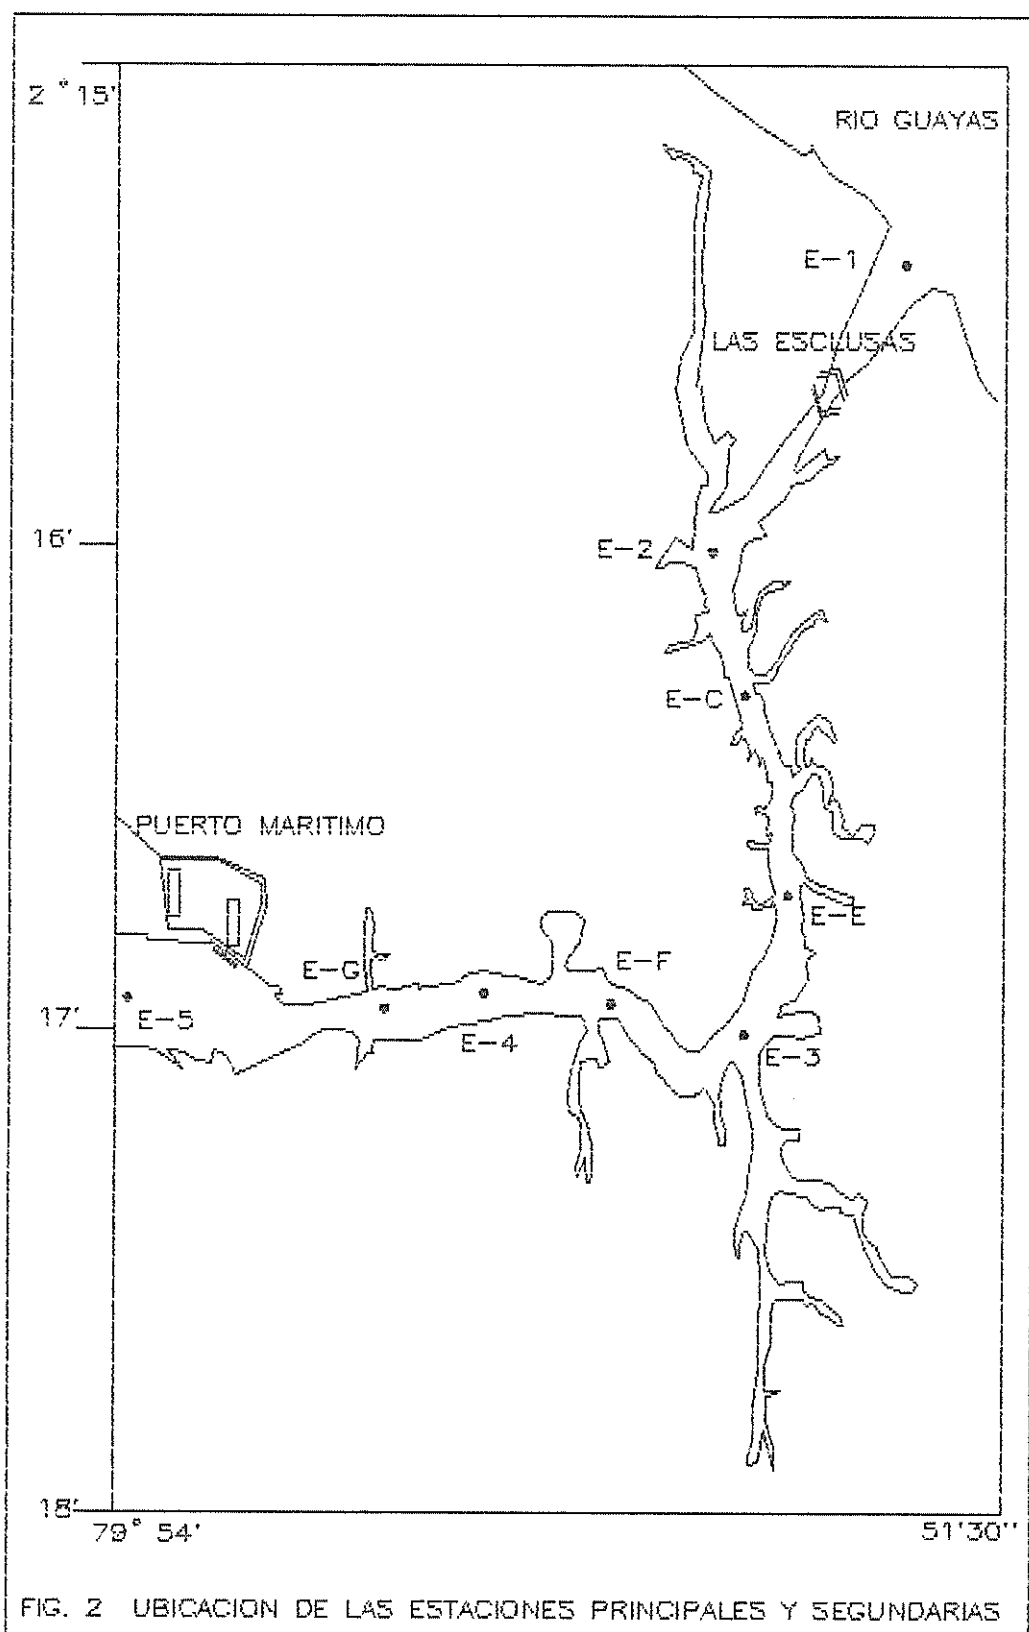 2° 15'
RIO GUAYAS
E-1
LAS ESCLUSAS
16'
E-2
E-C
PUERTO MARITIMO
E-E
E-G
E-F
E-5
17'
E-4
E-3
18'
79° 54'
51'30''
FIG. 2 UBICACION DE LAS ESTACIONES PRINCIPALES Y SEGUNDARIAS